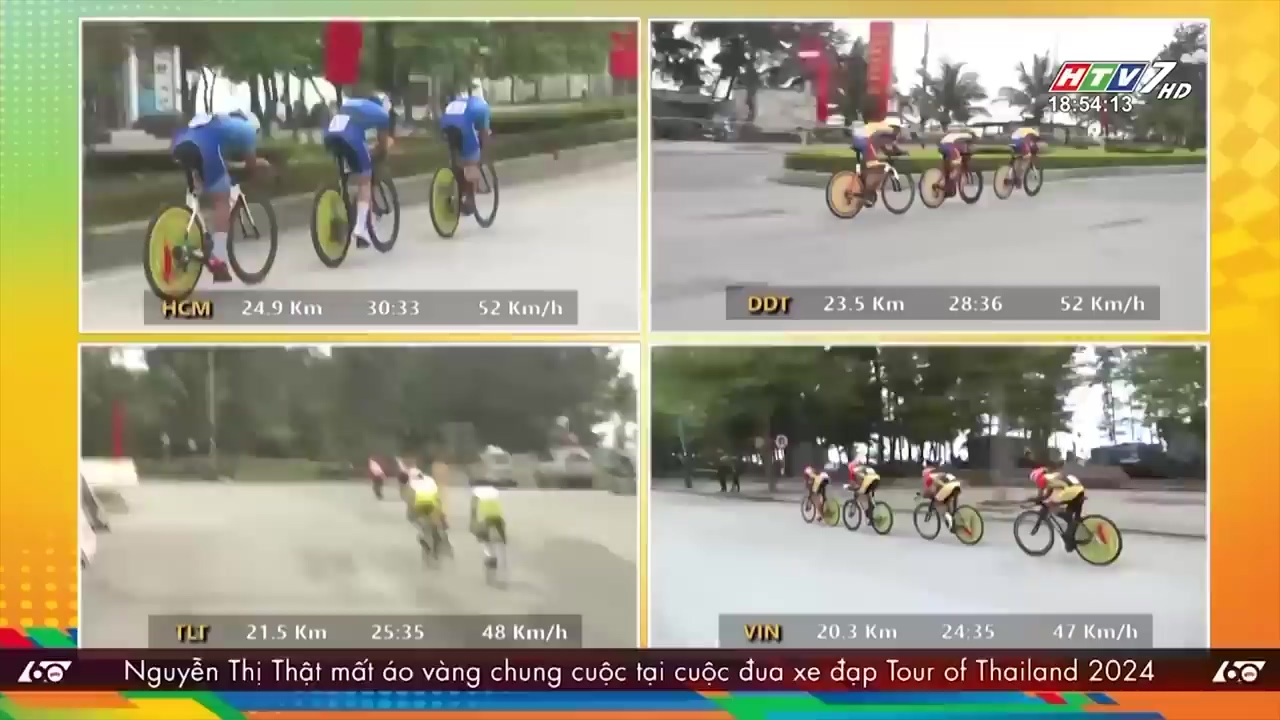 HTV7 HD
18:54:13
HCM 24.9 Km 30:33 52 Km/h
DDT 23.5 Km 28:36 52 Km/h
TLT 21.5 Km 25:35 48 Km/h
VIN 20.3 Km 24:35 47 Km/h
Nguyễn Thị Thật mất áo vàng chung cuộc tại cuộc đua xe đạp Tour of Thailand 2024